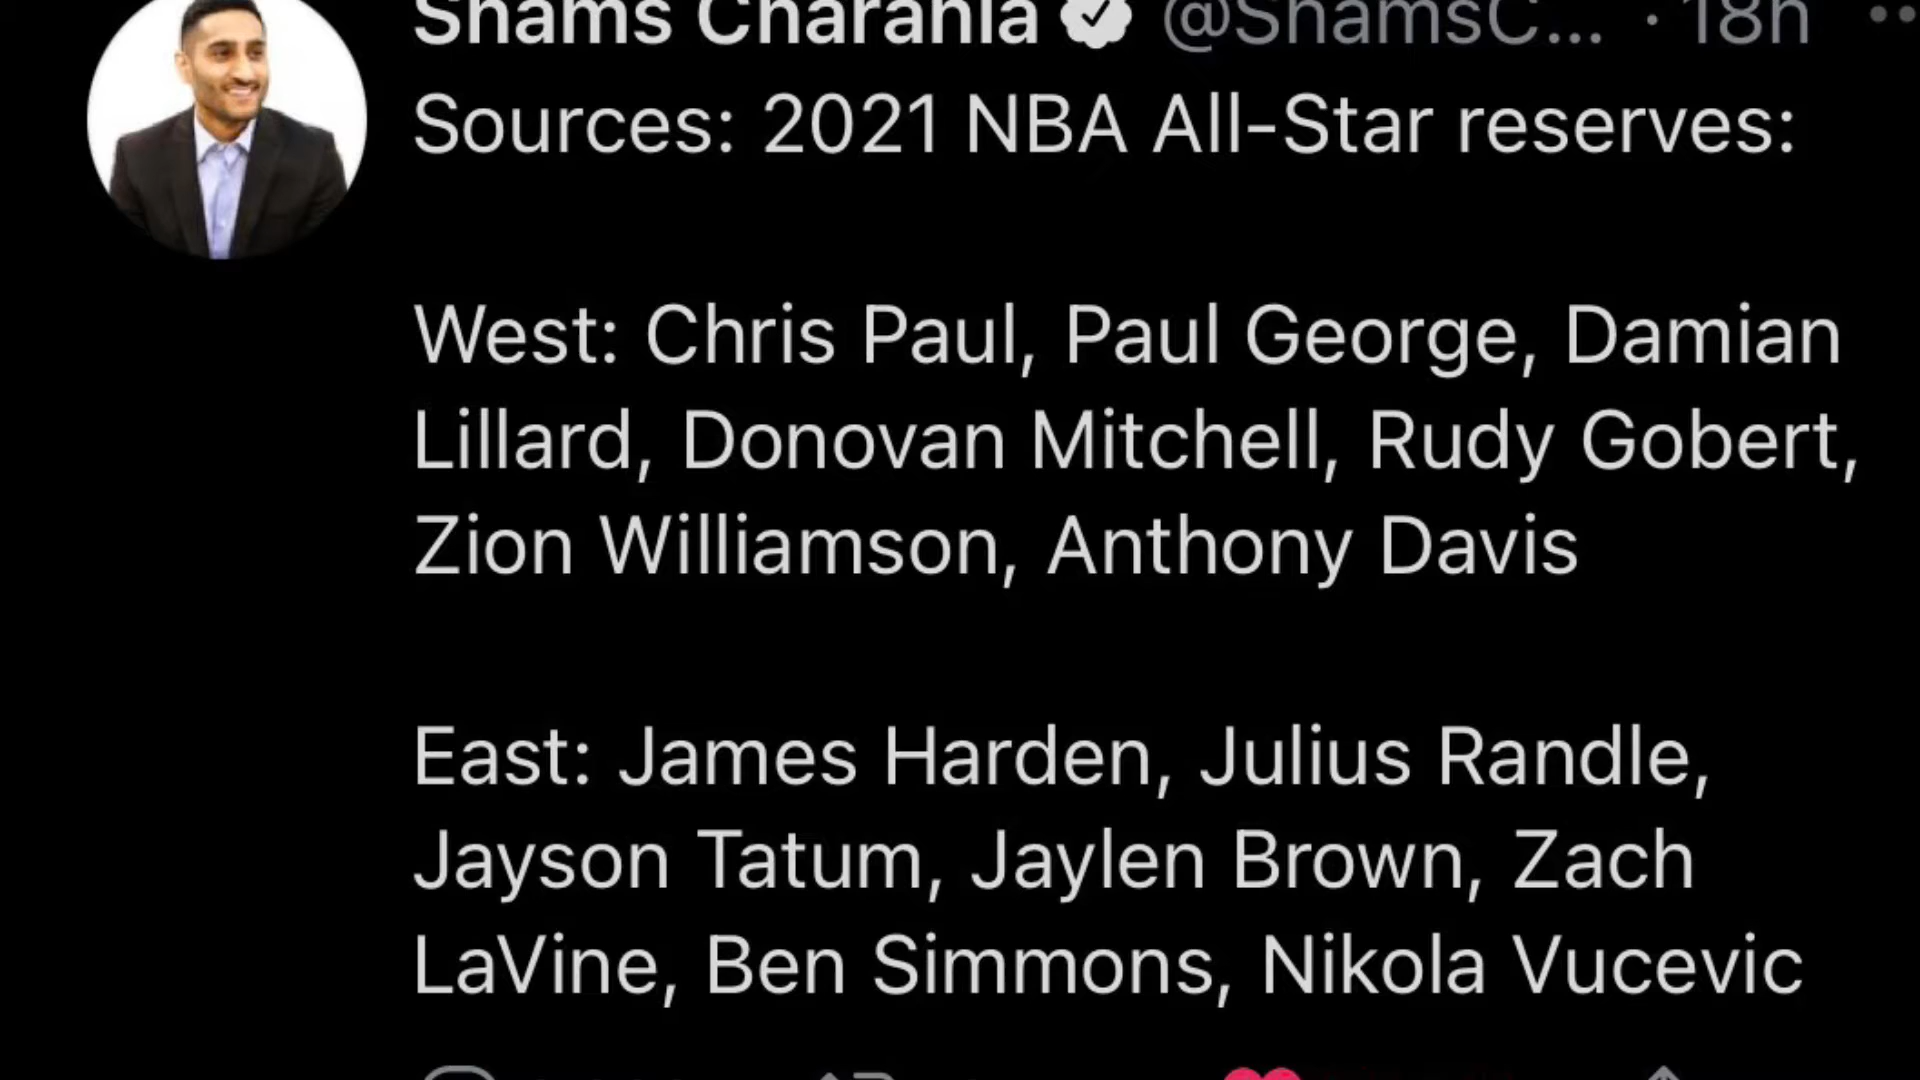 Shams Charania @ShamsC... · 18h
Sources: 2021 NBA All-Star reserves:
West: Chris Paul, Paul George, Damian
Lillard, Donovan Mitchell, Rudy Gobert,
Zion Williamson, Anthony Davis
East: James Harden, Julius Randle,
Jayson Tatum, Jaylen Brown, Zach
LaVine, Ben Simmons, Nikola Vucevic